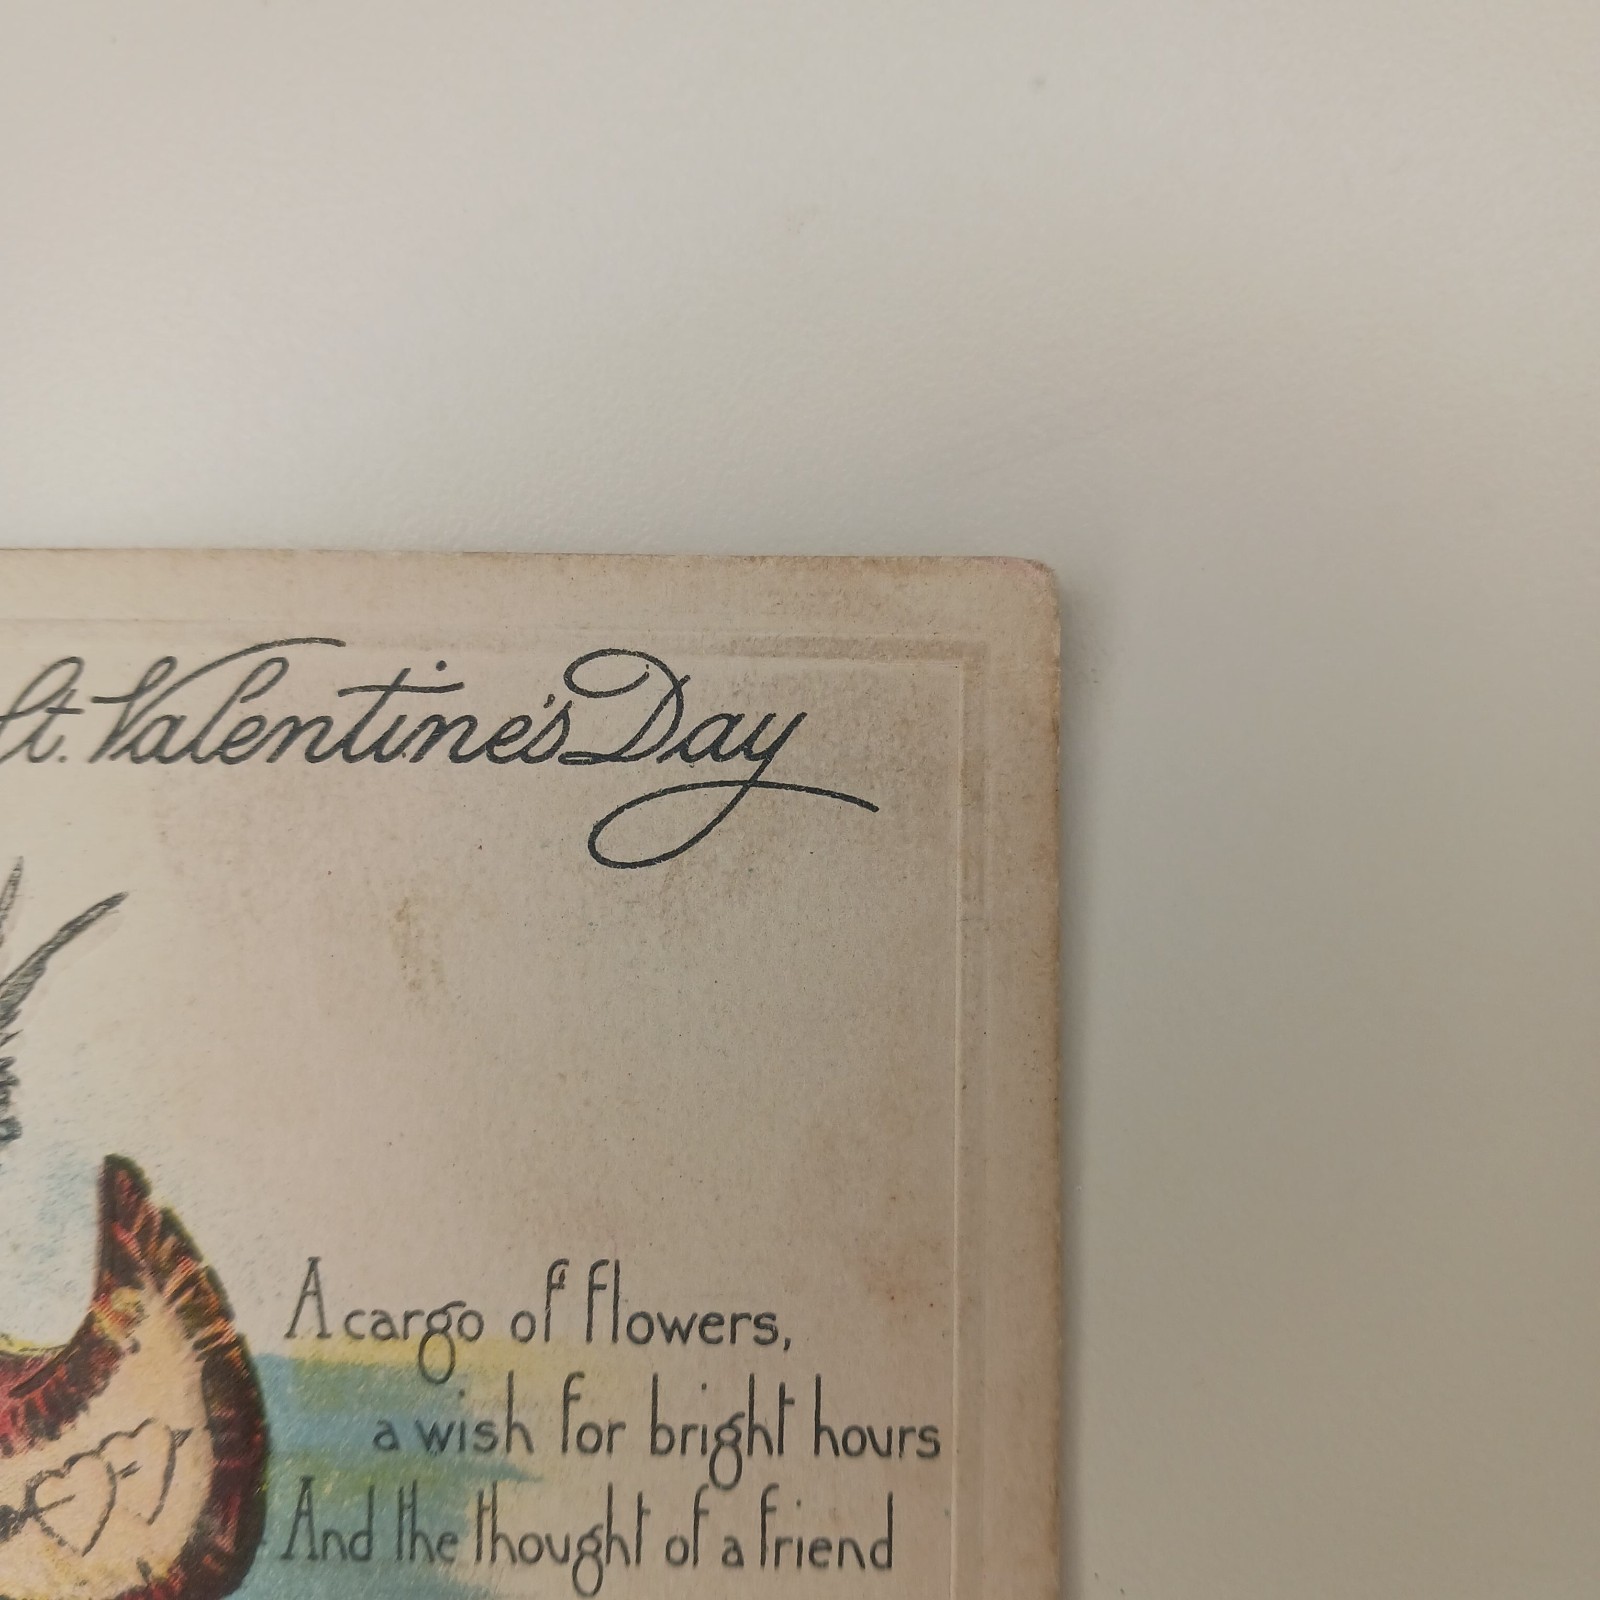 St. Valentine's Day
A cargo of flowers,
a wish for bright hours
And the thought of a friend